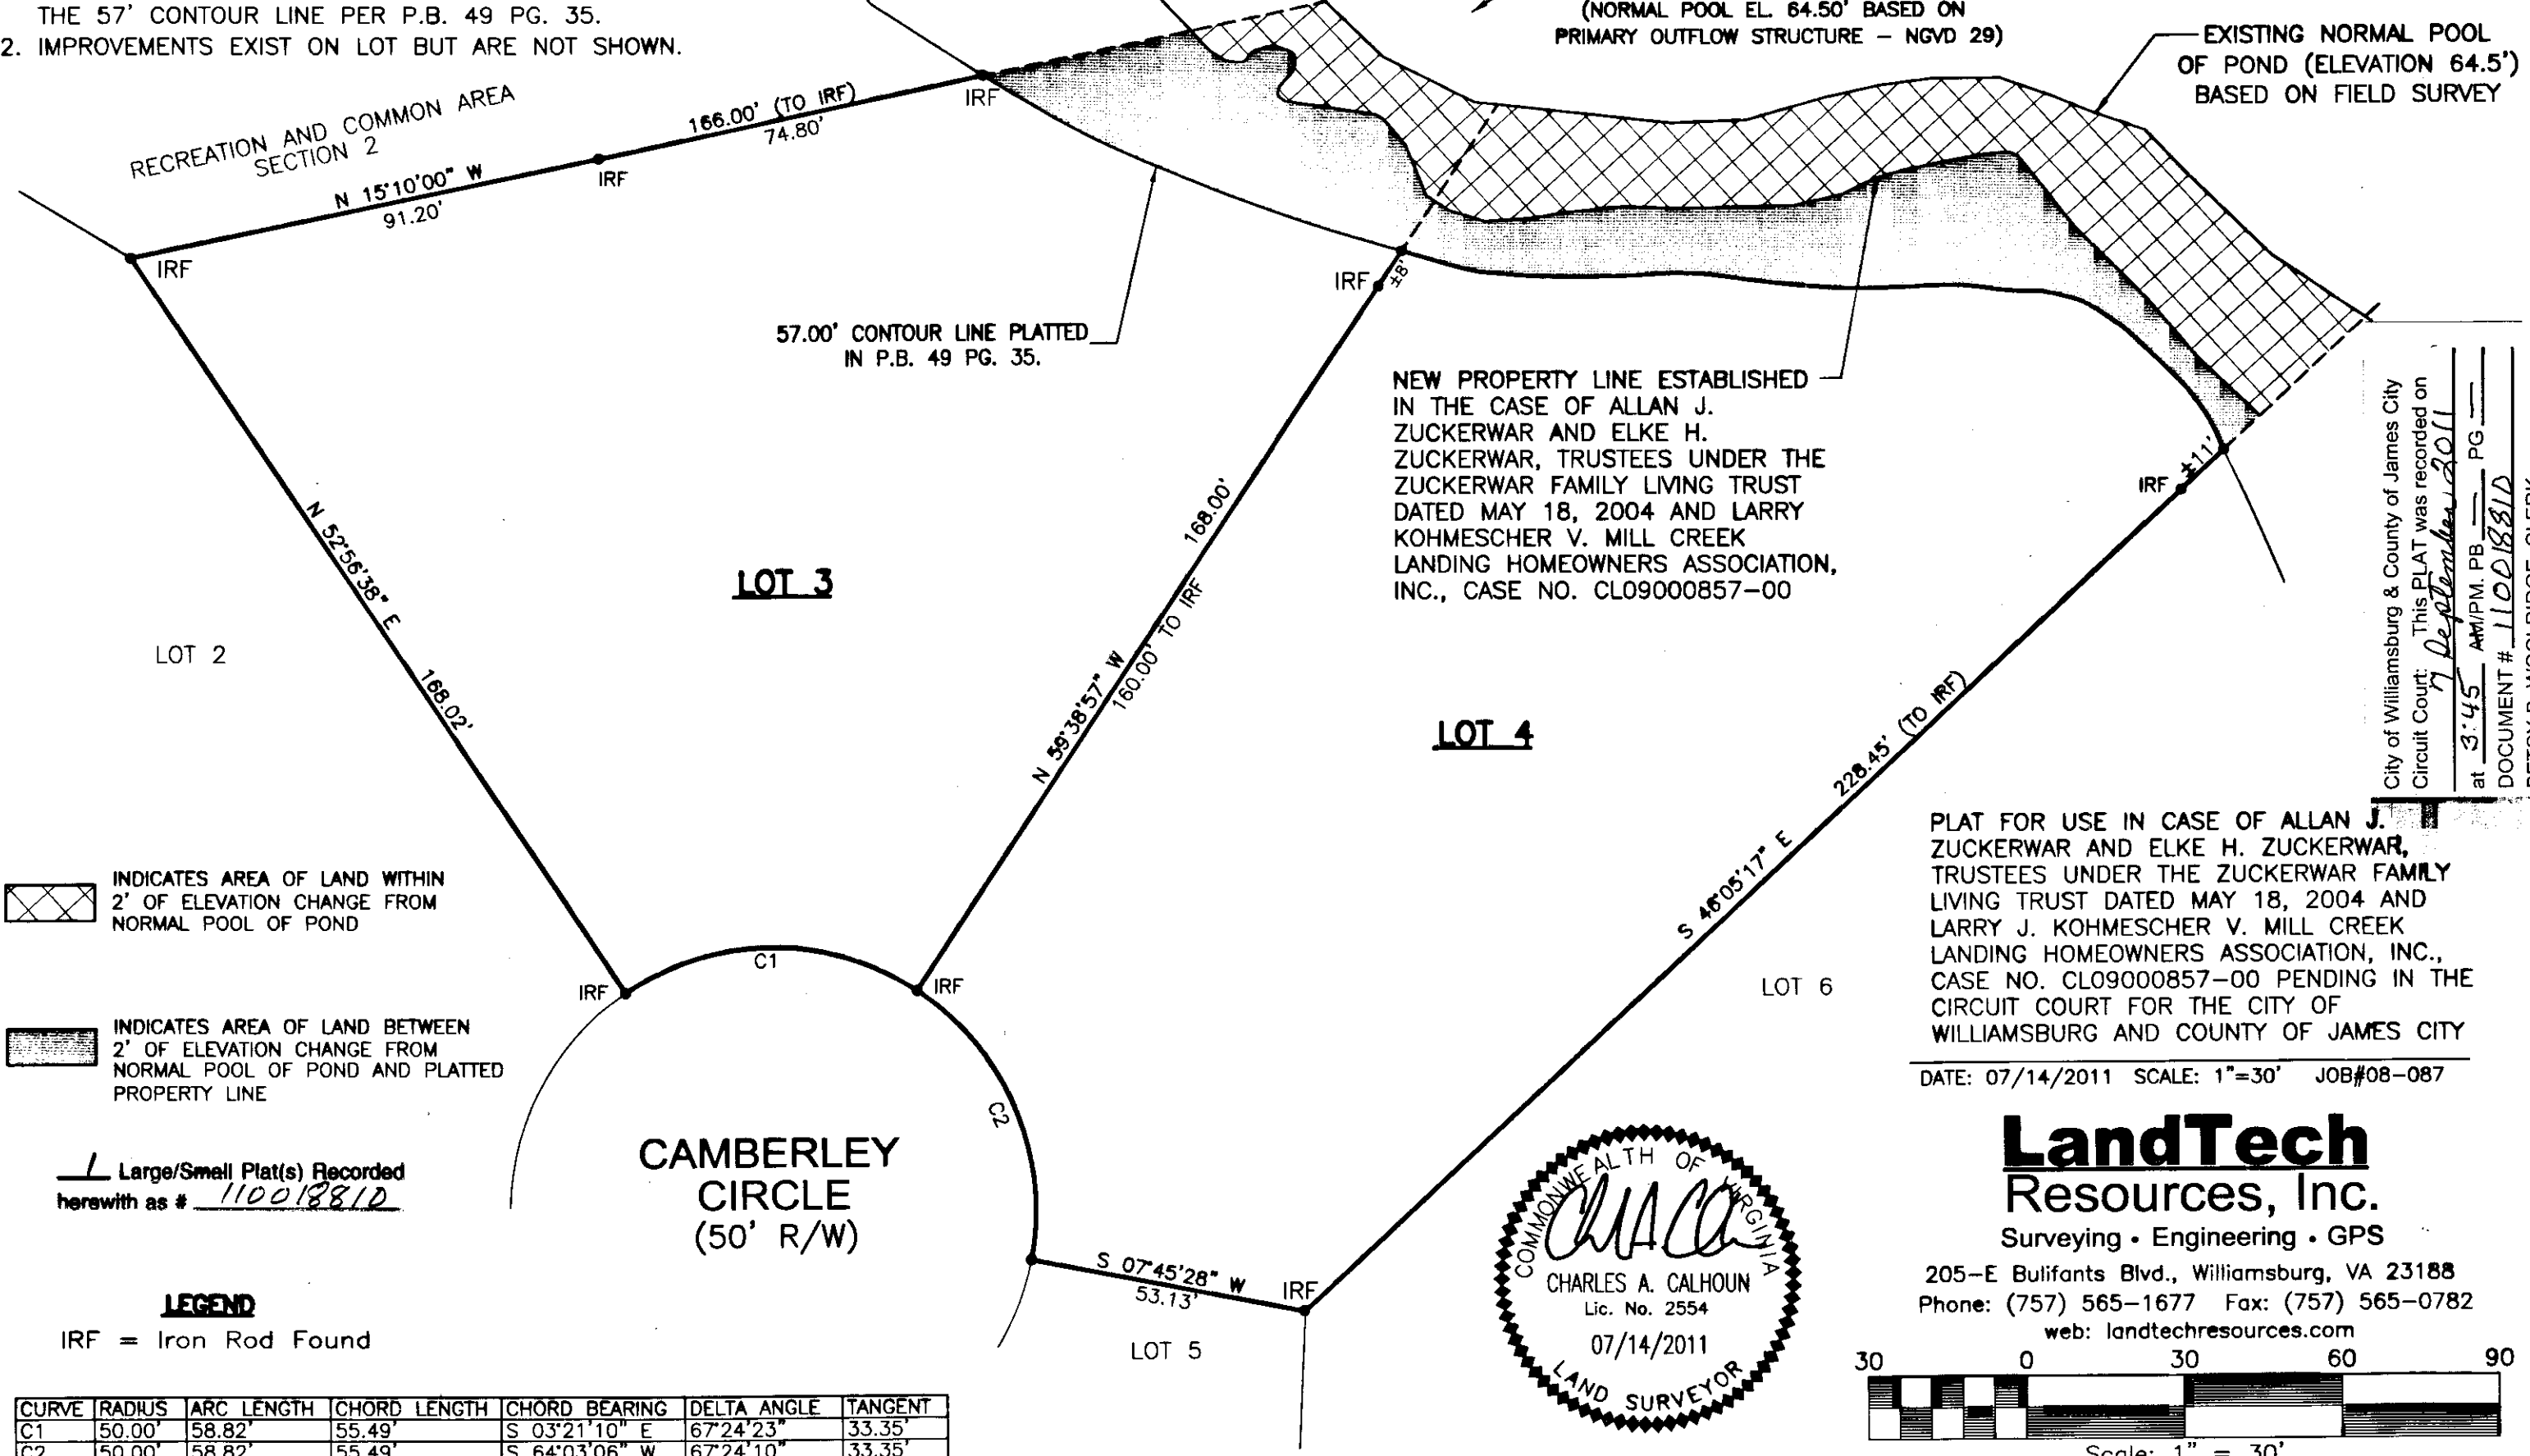 THE 57' CONTOUR LINE PER P.B. 49 PG. 35.
2. IMPROVEMENTS EXIST ON LOT BUT ARE NOT SHOWN.
(NORMAL POOL EL. 64.50' BASED ON
PRIMARY OUTFLOW STRUCTURE – NGVD 29)
EXISTING NORMAL POOL
OF POND (ELEVATION 64.5')
BASED ON FIELD SURVEY
RECREATION AND COMMON AREA
SECTION 2
166.00' (TO IRF)
74.80'
IRF
IRF
N 15°10'00" W
91.20'
IRF
IRF
±8'
57.00' CONTOUR LINE PLATTED
IN P.B. 49 PG. 35.
NEW PROPERTY LINE ESTABLISHED
IN THE CASE OF ALLAN J.
ZUCKERWAR AND ELKE H.
ZUCKERWAR, TRUSTEES UNDER THE
ZUCKERWAR FAMILY LIVING TRUST
DATED MAY 18, 2004 AND LARRY
KOHMESCHER V. MILL CREEK
LANDING HOMEOWNERS ASSOCIATION,
INC., CASE NO. CL09000857–00
IRF
±11'
City of Williamsburg & County of James City
Circuit Court: This PLAT was recorded on
7 September 2011
at 3:45 AM/PM. PB — PG —
DOCUMENT # 110018810
N 52°56'38" E
168.02'
LOT 3
168.00'
N 59°38'57" W
160.00' TO IRF
LOT 2
LOT 4
228.45' (TO IRF)
S 46°05'17" E
PLAT FOR USE IN CASE OF ALLAN J.
ZUCKERWAR AND ELKE H. ZUCKERWAR,
TRUSTEES UNDER THE ZUCKERWAR FAMILY
LIVING TRUST DATED MAY 18, 2004 AND
LARRY J. KOHMESCHER V. MILL CREEK
LANDING HOMEOWNERS ASSOCIATION, INC.,
CASE NO. CL09000857–00 PENDING IN THE
CIRCUIT COURT FOR THE CITY OF
WILLIAMSBURG AND COUNTY OF JAMES CITY
DATE: 07/14/2011 SCALE: 1"=30' JOB#08–087
INDICATES AREA OF LAND WITHIN
2' OF ELEVATION CHANGE FROM
NORMAL POOL OF POND
C1
IRF
IRF
LOT 6
INDICATES AREA OF LAND BETWEEN
2' OF ELEVATION CHANGE FROM
NORMAL POOL OF POND AND PLATTED
PROPERTY LINE
C2
1 Large/Small Plat(s) Recorded
herewith as # 110018810
CAMBERLEY
CIRCLE
(50' R/W)
S 07°45'28" W
53.13'
IRF
LOT 5
LEGEND
IRF = Iron Rod Found
COMMONWEALTH OF VIRGINIA
CHARLES A. CALHOUN
Lic. No. 2554
07/14/2011
LAND SURVEYOR
LandTech
Resources, Inc.
Surveying • Engineering • GPS
205–E Bulifants Blvd., Williamsburg, VA 23188
Phone: (757) 565–1677 Fax: (757) 565–0782
web: landtechresources.com
30 0 30 60 90
Scale: 1" = 30'
CURVE RADIUS ARC LENGTH CHORD LENGTH CHORD BEARING DELTA ANGLE TANGENT
C1 50.00' 58.82' 55.49' S 03°21'10" E 67°24'23" 33.35'
C2 50.00' 58.82' 55.49' S 64°03'06" W 67°24'10" 33.35'